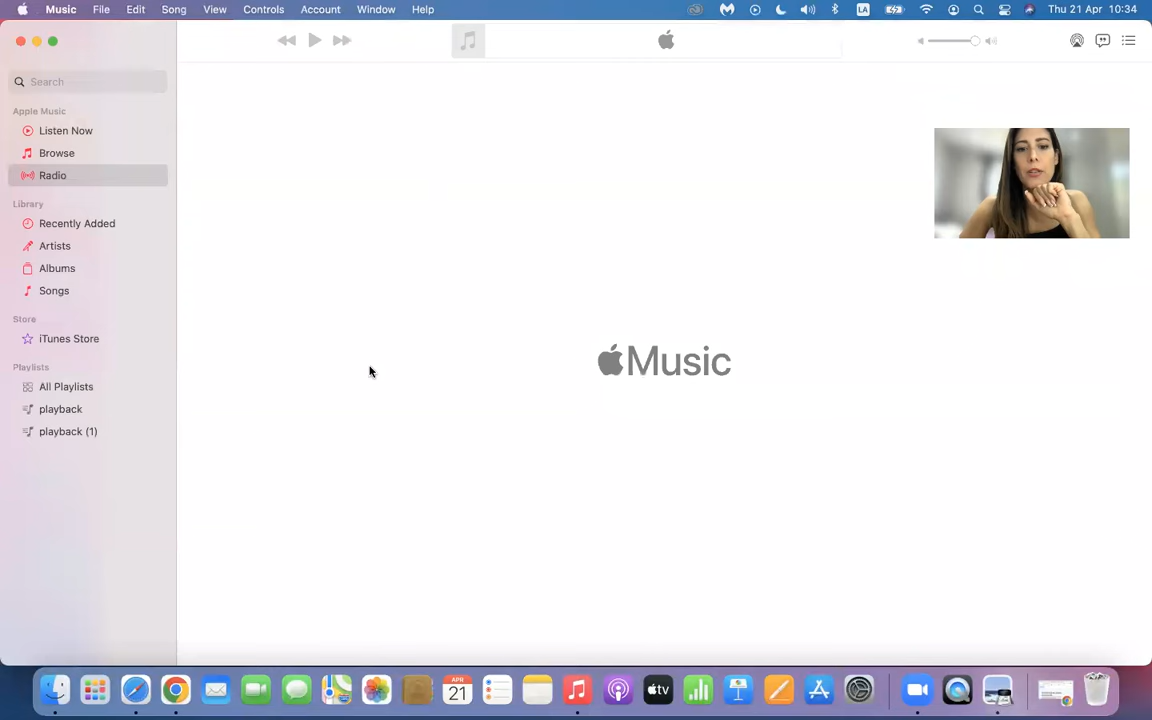 Music File Edit Song View Controls Account Window Help LA Thu 21 Apr 10:34
Search
Apple Music
Listen Now
Browse
Radio
Library
Recently Added
Artists
Albums
Songs
Store
iTunes Store
Playlists
All Playlists
playback
playback (1)
Music
APR
21
tv